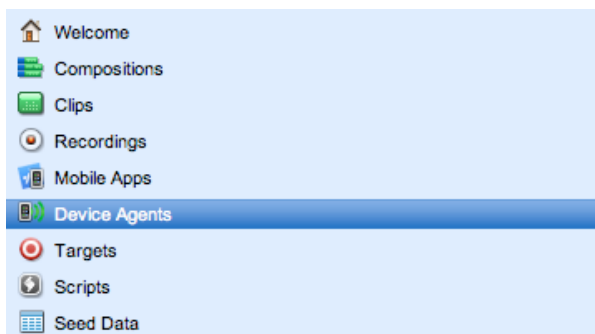 Welcome
Compositions
Clips
Recordings
Mobile Apps
Device Agents
Targets
Scripts
Seed Data